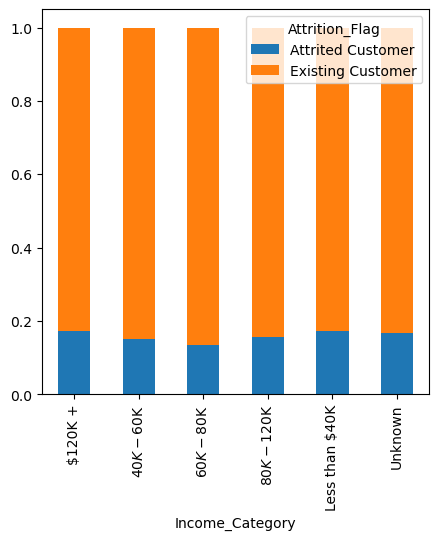 Attrition_Flag
Attrited Customer
Existing Customer
1.0
0.8
0.6
0.4
0.2
0.0
$120K +
40K − 60K
60K − 80K
80K − 120K
Less than $40K
Unknown
Income_Category